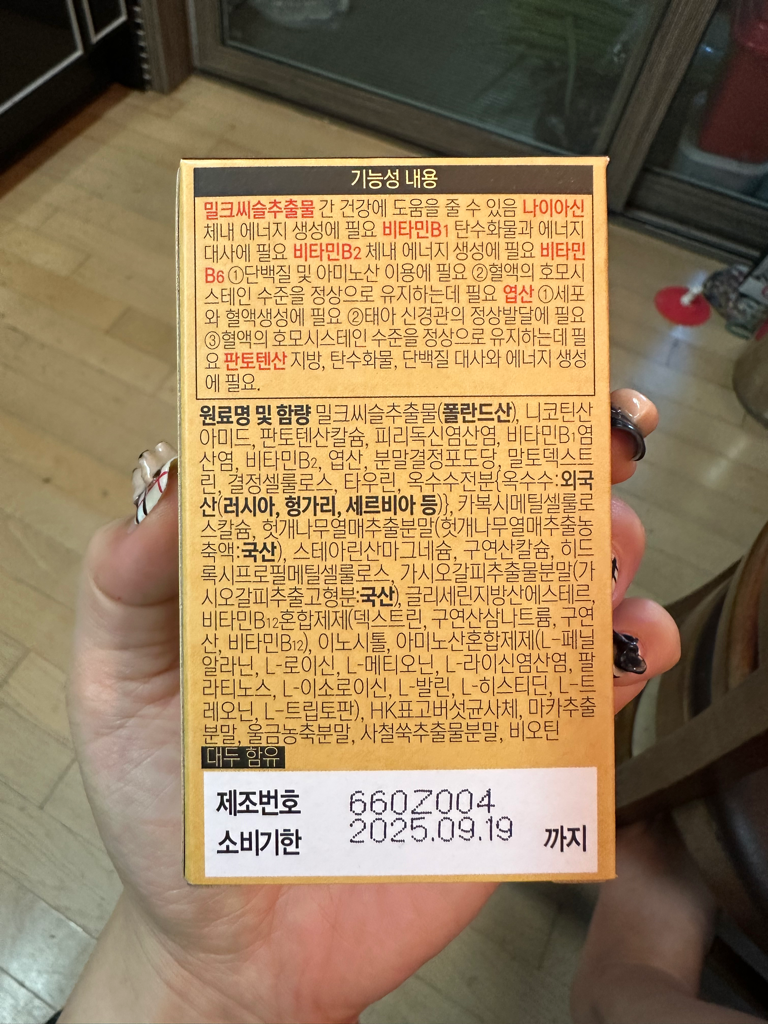 기능성 내용
밀크씨슬추출물 간 건강에 도움을 줄 수 있음 나이아신
체내 에너지 생성에 필요 비타민B1 탄수화물과 에너지
대사에 필요 비타민B2 체내 에너지 생성에 필요 비타민
B6 ①단백질 및 아미노산 이용에 필요 ②혈액의 호모시
스테인 수준을 정상으로 유지하는데 필요 엽산 ①세포
와 혈액생성에 필요 ②태아 신경관의 정상발달에 필요
③혈액의 호모시스테인 수준을 정상으로 유지하는데 필
요 판토텐산 지방, 탄수화물, 단백질 대사와 에너지 생성
에 필요.
원료명 및 함량 밀크씨슬추출물(폴란드산), 니코틴산
아미드, 판토텐산칼슘, 피리독신염산염, 비타민B1염
산염, 비타민B2, 엽산, 분말결정포도당, 말토덱스트
린, 결정셀룰로스, 타우린, 옥수수전분{옥수수:외국
산(러시아, 헝가리, 세르비아 등)}, 카복시메틸셀룰로
스칼슘, 헛개나무열매추출분말(헛개나무열매추출농
축액:국산), 스테아린산마그네슘, 구연산칼슘, 히드
록시프로필메틸셀룰로스, 가시오갈피추출물분말(가
시오갈피추출고형분:국산), 글리세린지방산에스테르,
비타민B12혼합제제(덱스트린, 구연산삼나트륨, 구연
산, 비타민B12), 이노시톨, 아미노산혼합제제(L-페닐
알라닌, L-로이신, L-메티오닌, L-라이신염산염, 팔
라티노스, L-이소로이신, L-발린, L-히스티딘, L-트
레오닌, L-트립토판), HK표고버섯균사체, 마카추출
분말, 울금농축분말, 사철쑥추출물분말, 비오틴
대두 함유
제조번호 660Z004
소비기한 2025.09.19 까지